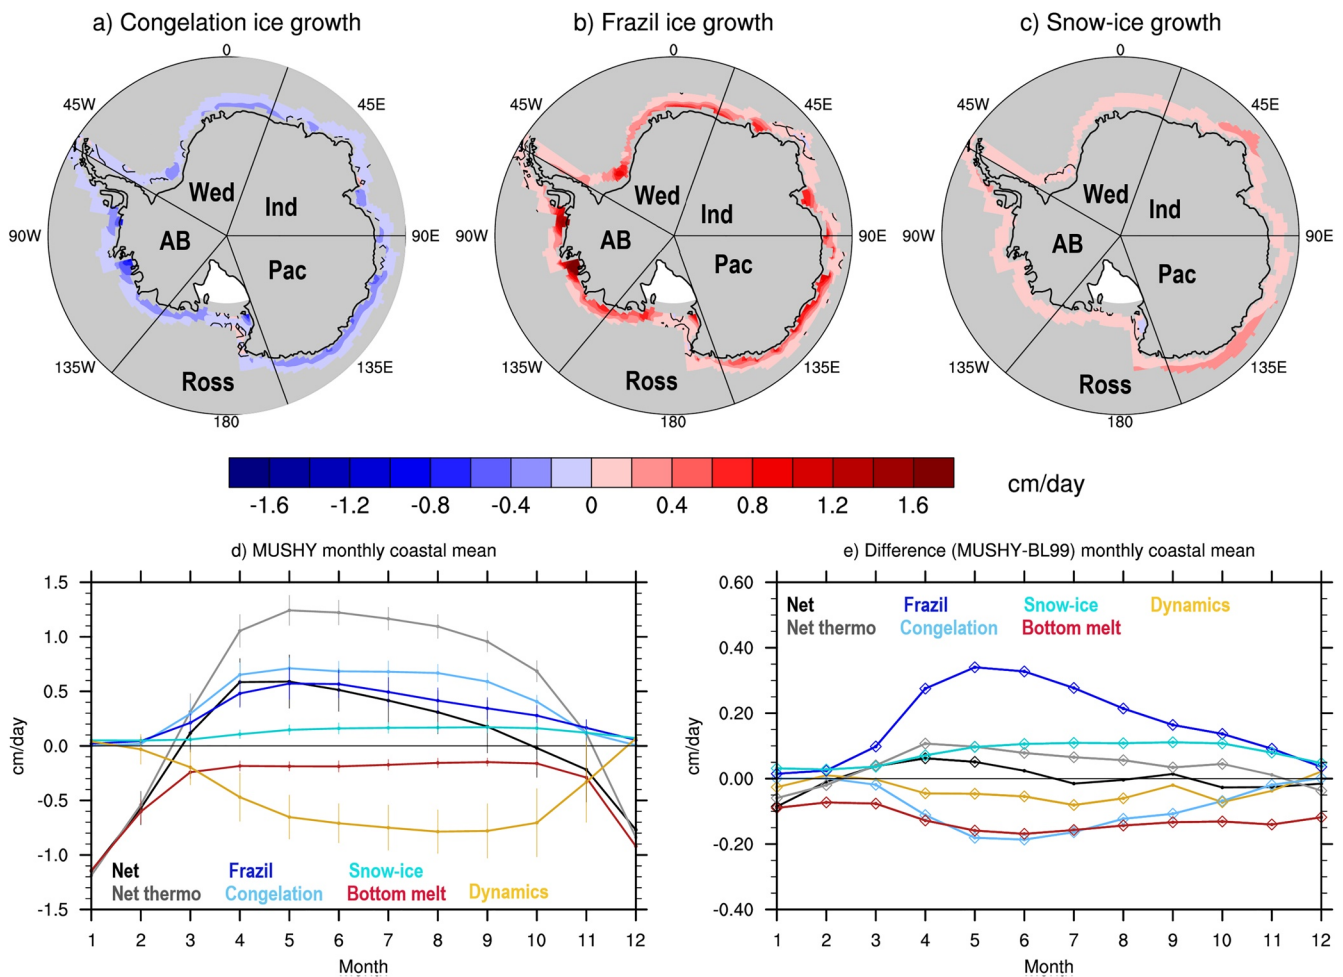 a) Congelation ice growth
b) Frazil ice growth
c) Snow-ice growth
0
0
0
45W
45E
45W
45E
45W
45E
Wed
Ind
Wed
Ind
Wed
Ind
90W
AB
90E
90W
AB
90E
90W
AB
90E
Pac
Pac
Pac
135W
135E
135W
135E
135W
135E
Ross
Ross
Ross
180
180
180
-1.6
-1.2
-0.8
-0.4
0
0.4
0.8
1.2
1.6
cm/day
d) MUSHY monthly coastal mean
1.5
1.0
0.5
0.0
-0.5
-1.0
-1.5
cm/day
Net
Frazil
Snow-ice
Net thermo
Congelation
Bottom melt
Dynamics
1 2 3 4 5 6 7 8 9 10 11 12
Month
e) Difference (MUSHY-BL99) monthly coastal mean
0.60
0.40
0.20
0.00
-0.20
-0.40
cm/day
Net
Frazil
Snow-ice
Dynamics
Net thermo
Congelation
Bottom melt
1 2 3 4 5 6 7 8 9 10 11 12
Month